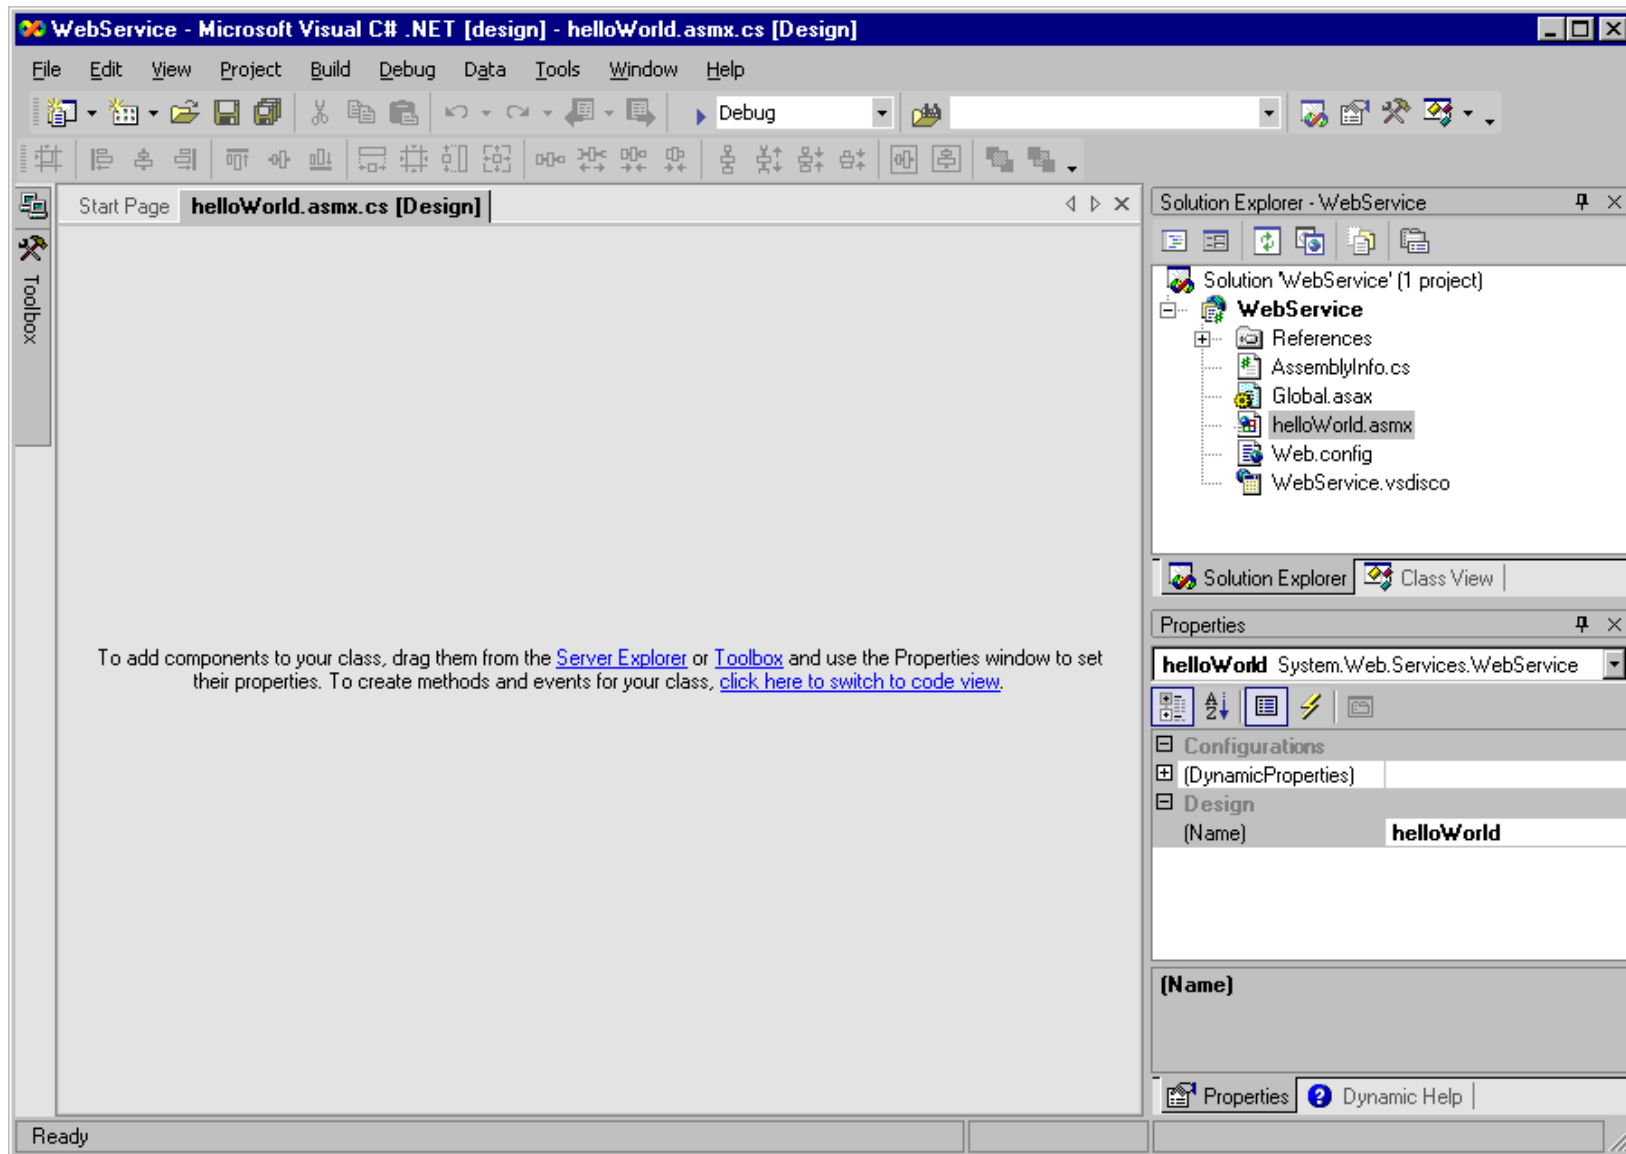 WebService - Microsoft Visual C# .NET [design] - helloWorld.asmx.cs [Design]
File Edit View Project Build Debug Data Tools Window Help
Debug
Start Page helloWorld.asmx.cs [Design]
Toolbox
To add components to your class, drag them from the Server Explorer or Toolbox and use the Properties window to set
their properties. To create methods and events for your class, click here to switch to code view.
Solution Explorer - WebService
Solution 'WebService' (1 project)
WebService
References
AssemblyInfo.cs
Global.asax
helloWorld.asmx
Web.config
WebService.vsdisco
Solution Explorer Class View
Properties
helloWorld System.Web.Services.WebService
Configurations
(DynamicProperties)
Design
(Name) helloWorld
(Name)
Properties Dynamic Help
Ready